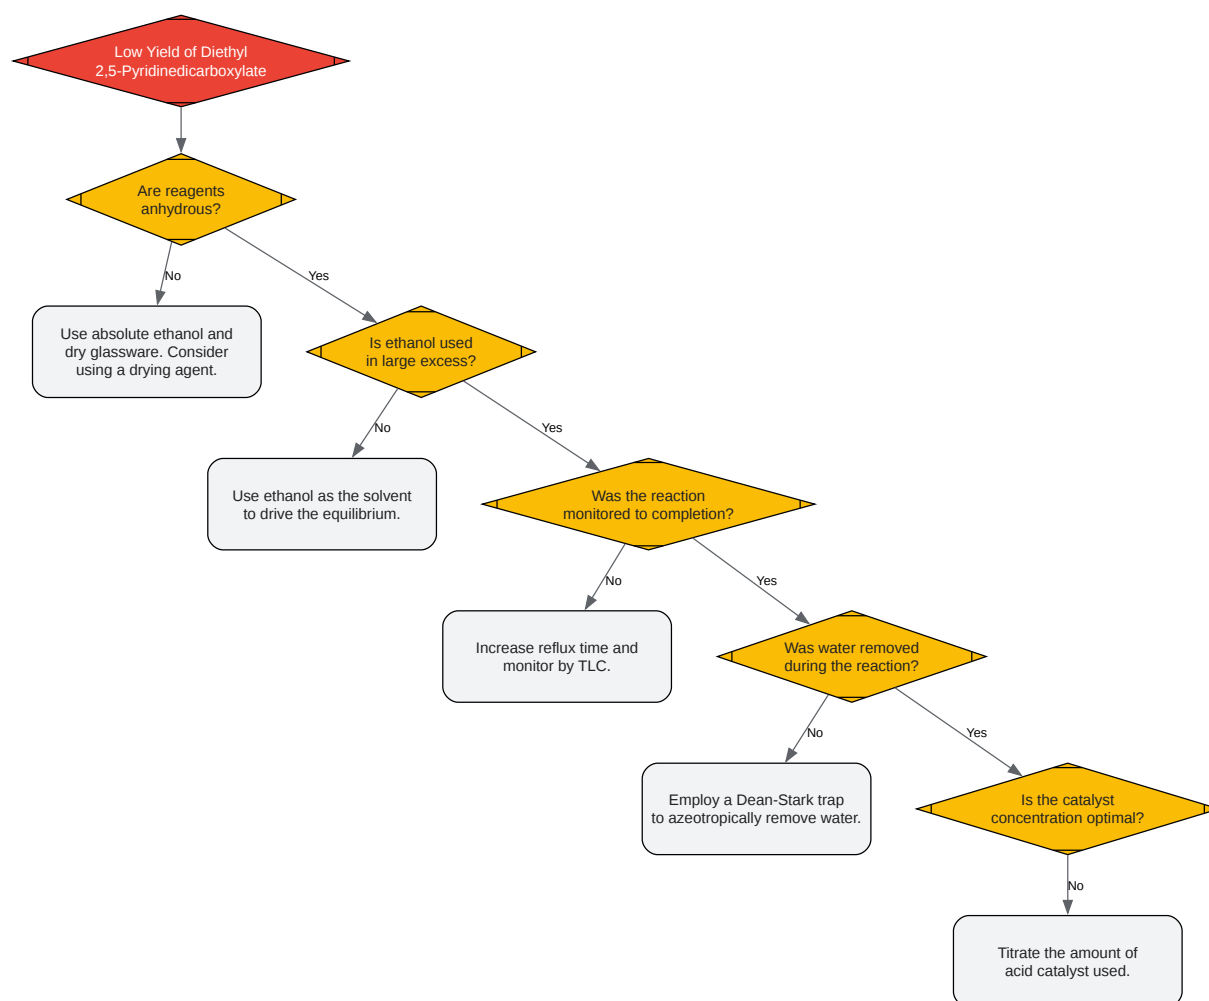 Low Yield of Diethyl
2,5-Pyridinedicarboxylate
Are reagents
anhydrous?
No
Yes
Use absolute ethanol and
dry glassware. Consider
using a drying agent.
Is ethanol used
in large excess?
No
Yes
Use ethanol as the solvent
to drive the equilibrium.
Was the reaction
monitored to completion?
No
Yes
Increase reflux time and
monitor by TLC.
Was water removed
during the reaction?
No
Yes
Employ a Dean-Stark trap
to azeotropically remove water.
Is the catalyst
concentration optimal?
No
Titrate the amount of
acid catalyst used.